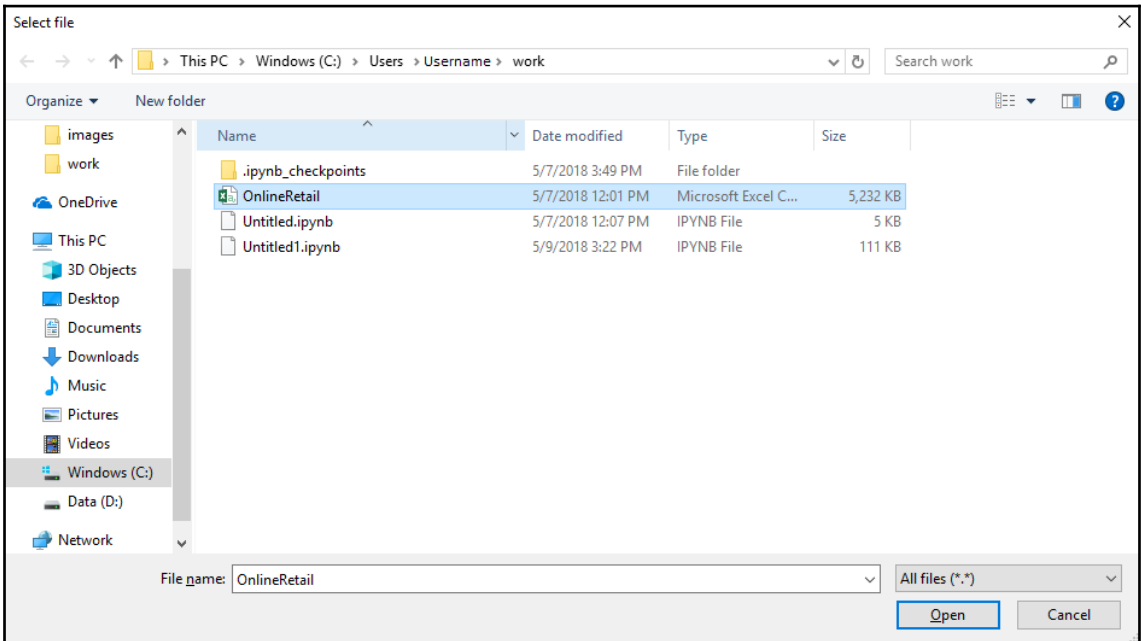 Select file
This PC > Windows (C:) > Users > Username > work
Search work
Organize
New folder
images
work
OneDrive
This PC
3D Objects
Desktop
Documents
Downloads
Music
Pictures
Videos
Windows (C:)
Data (D:)
Network
Name Date modified Type Size
.ipynb_checkpoints 5/7/2018 3:49 PM File folder
OnlineRetail 5/7/2018 12:01 PM Microsoft Excel C... 5,232 KB
Untitled.ipynb 5/7/2018 12:07 PM IPYNB File 5 KB
Untitled1.ipynb 5/9/2018 3:22 PM IPYNB File 111 KB
File name: OnlineRetail
All files (*.*)
Open Cancel